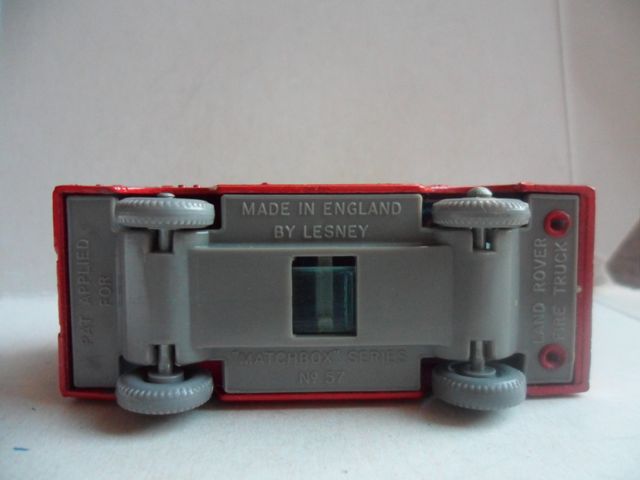 MADE IN ENGLAND
BY LESNEY
"MATCHBOX" SERIES
Nº 57
PAT APPLIED
FOR
LAND ROVER
FIRE TRUCK